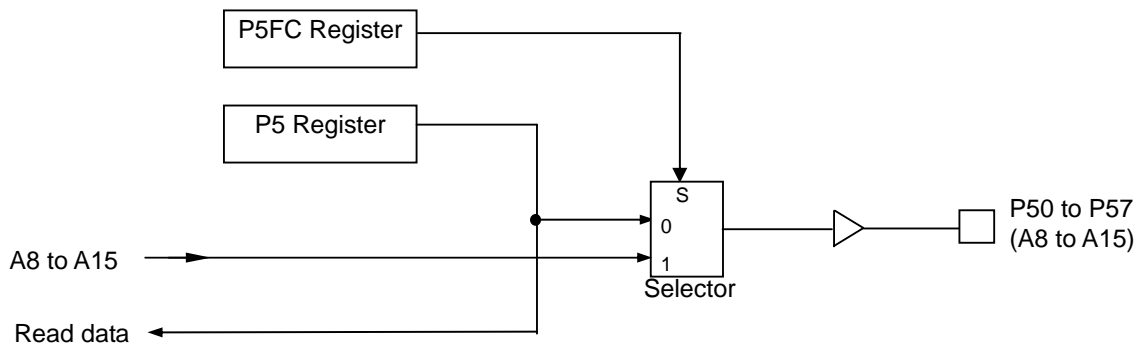 P5FC Register
P5 Register
S
0
P50 to P57
(A8 to A15)
A8 to A15
1
Selector
Read data